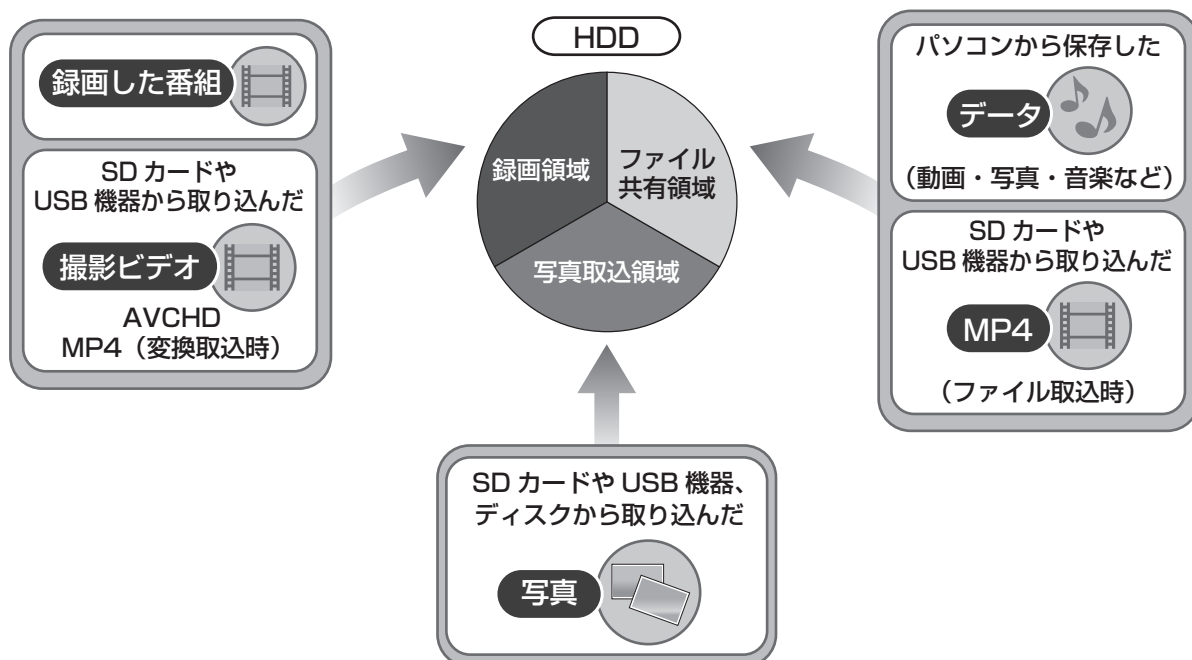 HDD
録画した番組
SD カードや
USB 機器から取り込んだ
撮影ビデオ
AVCHD
MP4（変換取込時）
録画領域
ファイル
共有領域
写真取込領域
パソコンから保存した
データ
（動画・写真・音楽など）
SD カードや
USB 機器から取り込んだ
MP4
（ファイル取込時）
SD カードや USB 機器、
ディスクから取り込んだ
写真